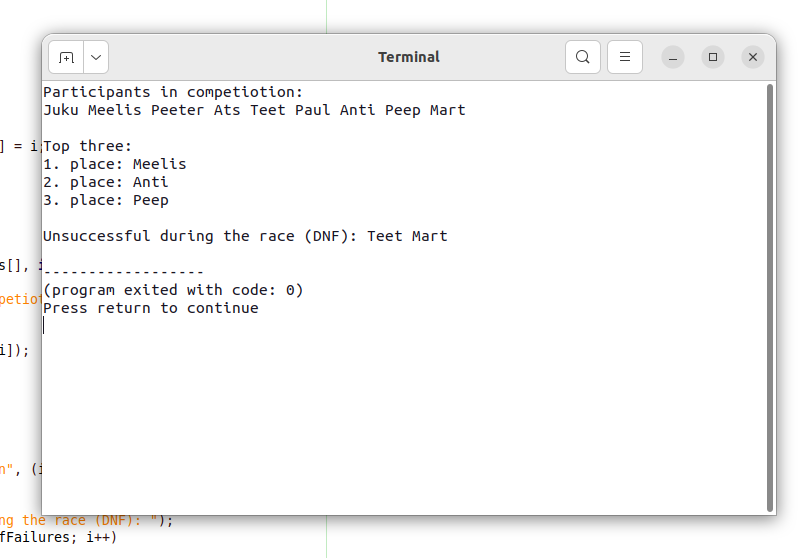 Terminal
Participants in competiotion:
Juku Meelis Peeter Ats Teet Paul Anti Peep Mart
] = i;
Top three:
1. place: Meelis
2. place: Anti
3. place: Peep
Unsuccessful during the race (DNF): Teet Mart
s[], i
------------------
(program exited with code: 0)
petiot
Press return to continue
i]);
n", (i
ng the race (DNF): ");
fFailures; i++)